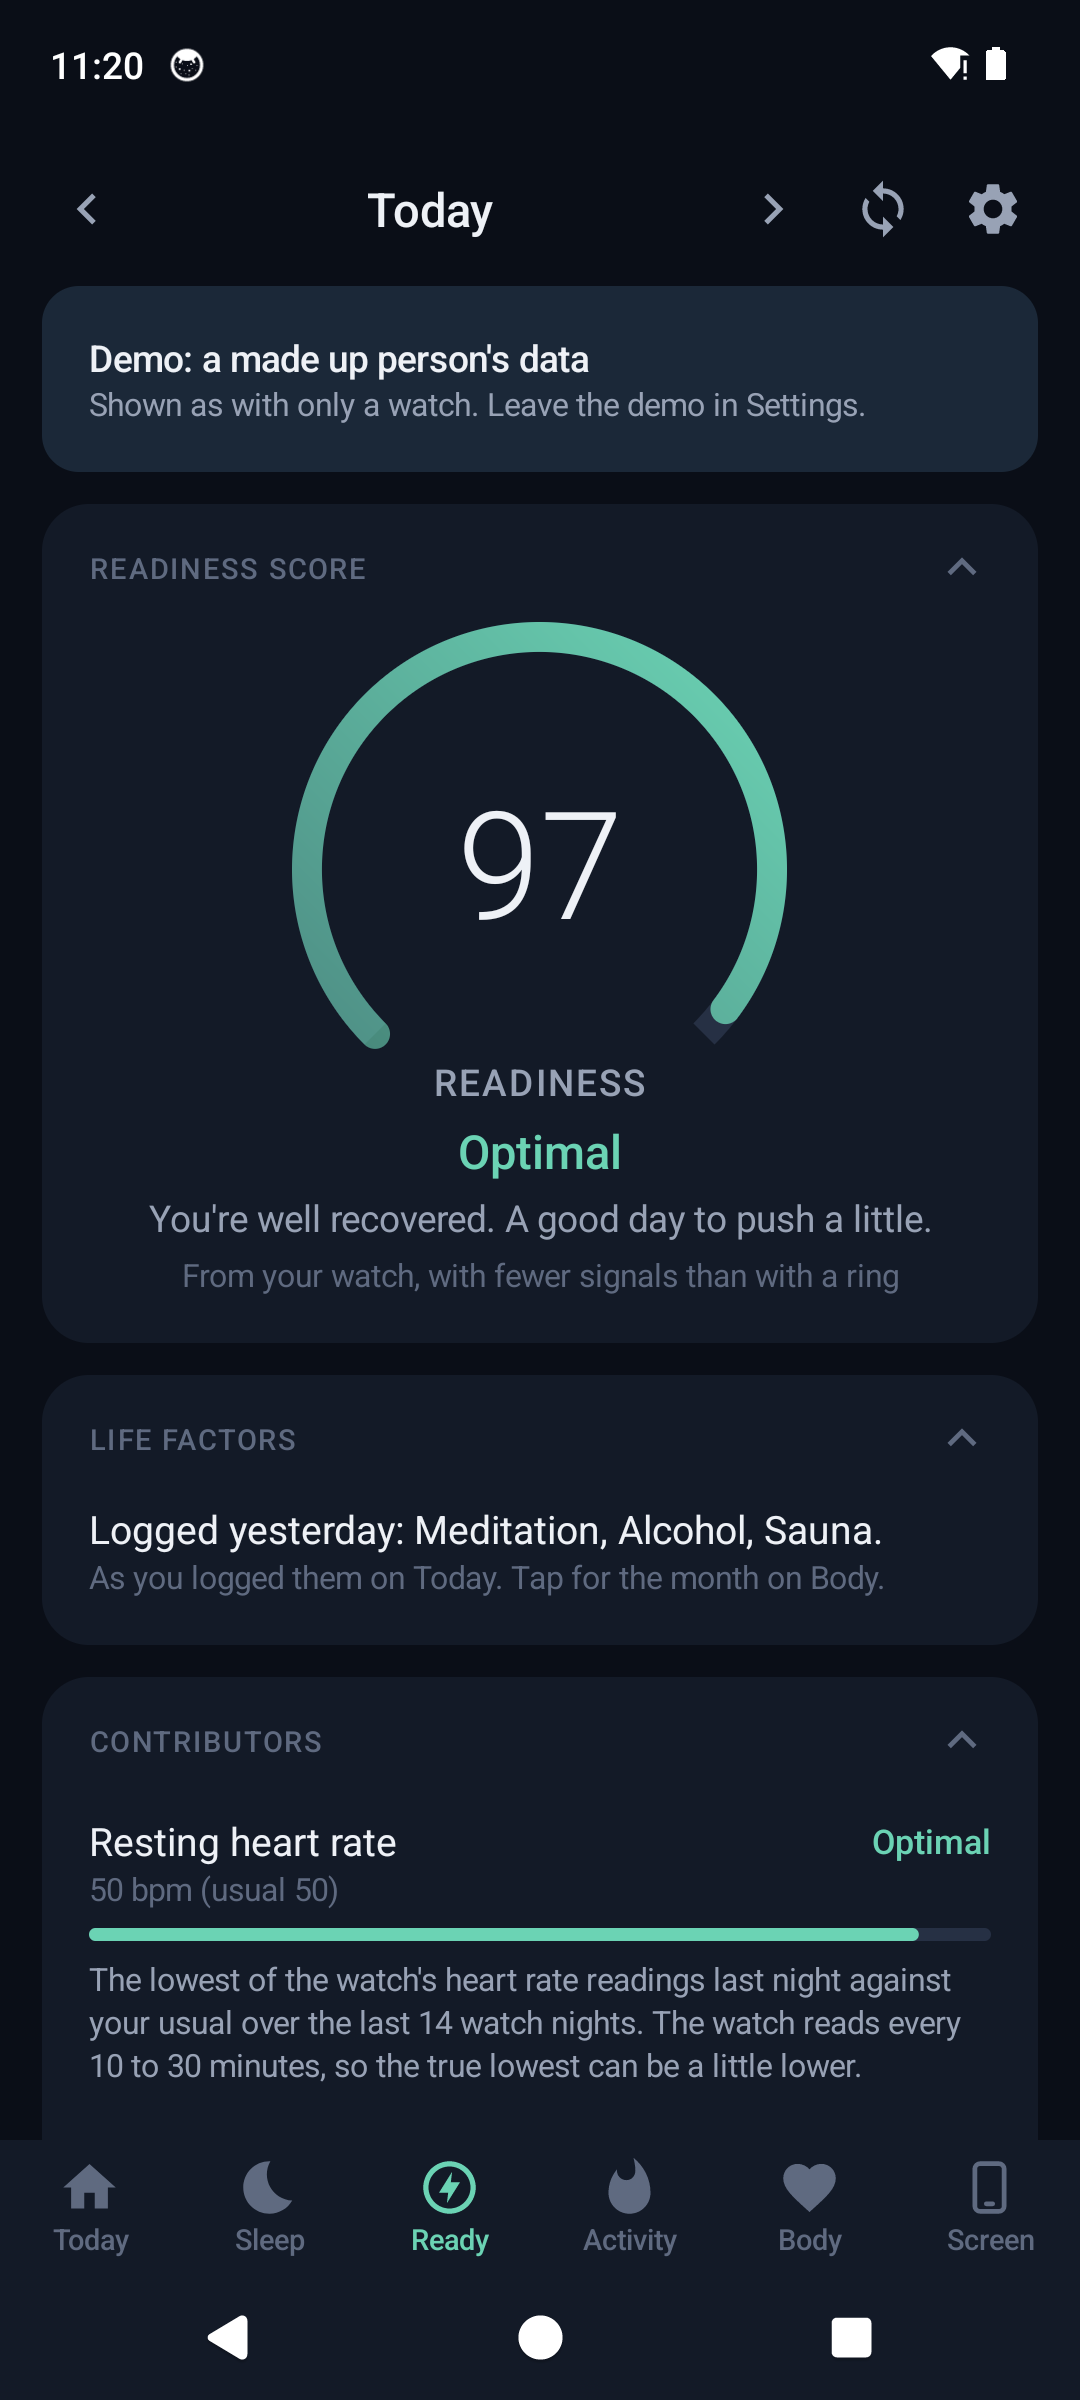 11:20
Today
Demo: a made up person's data
Shown as with only a watch. Leave the demo in Settings.
READINESS SCORE
97
READINESS
Optimal
You're well recovered. A good day to push a little.
From your watch, with fewer signals than with a ring
LIFE FACTORS
Logged yesterday: Meditation, Alcohol, Sauna.
As you logged them on Today. Tap for the month on Body.
CONTRIBUTORS
Resting heart rate
Optimal
50 bpm (usual 50)
The lowest of the watch's heart rate readings last night against
your usual over the last 14 watch nights. The watch reads every
10 to 30 minutes, so the true lowest can be a little lower.
Today
Sleep
Ready
Activity
Body
Screen